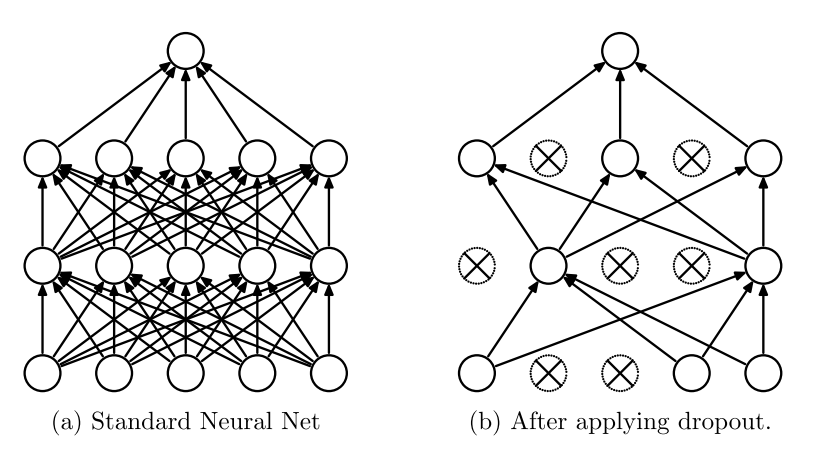 (a) Standard Neural Net
(b) After applying dropout.